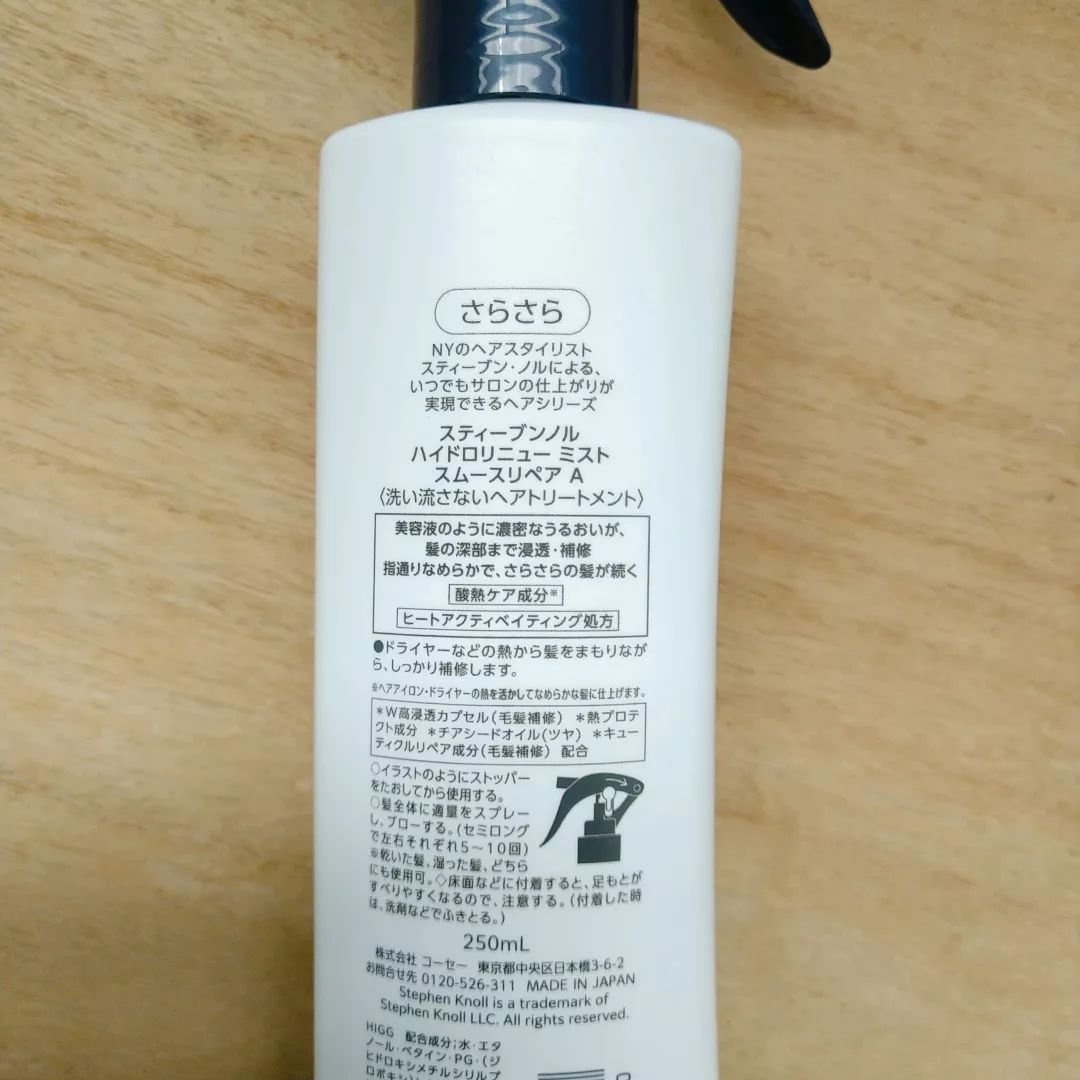 さらさら
NYのヘアスタイリスト
スティーブン・ノルによる、
いつでもサロンの仕上がりが
実現できるヘアシリーズ
スティーブンノル
ハイドロリニュー ミスト
スムースリペア A
〈洗い流さないヘアトリートメント〉
美容液のように濃密なうるおいが、
髪の深部まで浸透・補修
指通りなめらかで、さらさらの髪が続く
酸熱ケア成分※
ヒートアクティベイティング処方
●ドライヤーなどの熱から髪をまもりなが
ら、しっかり補修します。
※ヘアアイロン・ドライヤーの熱を活かしてなめらかな髪に仕上げます。
＊W高浸透カプセル(毛髪補修) ＊熱プロテ
クト成分 ＊チアシードオイル(ツヤ) ＊キュー
ティクルリペア成分(毛髪補修) 配合
○イラストのようにストッパー
をたおしてから使用する。
○髪全体に適量をスプレー
し、ブローする。(セミロング
で左右それぞれ5～10回)
※乾いた髪、湿った髪、どちら
にも使用可。◇床面などに付着すると、足もとが
すべりやすくなるので、注意する。(付着した時
は、洗剤などでふきとる。)
250mL
株式会社 コーセー 東京都中央区日本橋3-6-2
お問合せ先 0120-526-311 MADE IN JAPAN
Stephen Knoll is a trademark of
Stephen Knoll LLC. All rights reserved.
HIGG 配合成分；水・エタ
ノール・ベタイン・PG・(ジ
ヒドロキシメチルシリルプ
ロポキシ)